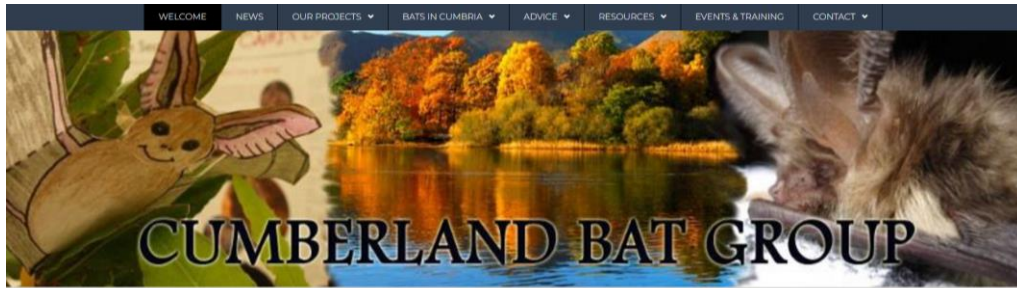 WELCOME NEWS OUR PROJECTS BATS IN CUMBRIA ADVICE RESOURCES EVENTS & TRAINING CONTACT
CUMBERLAND BAT GROUP